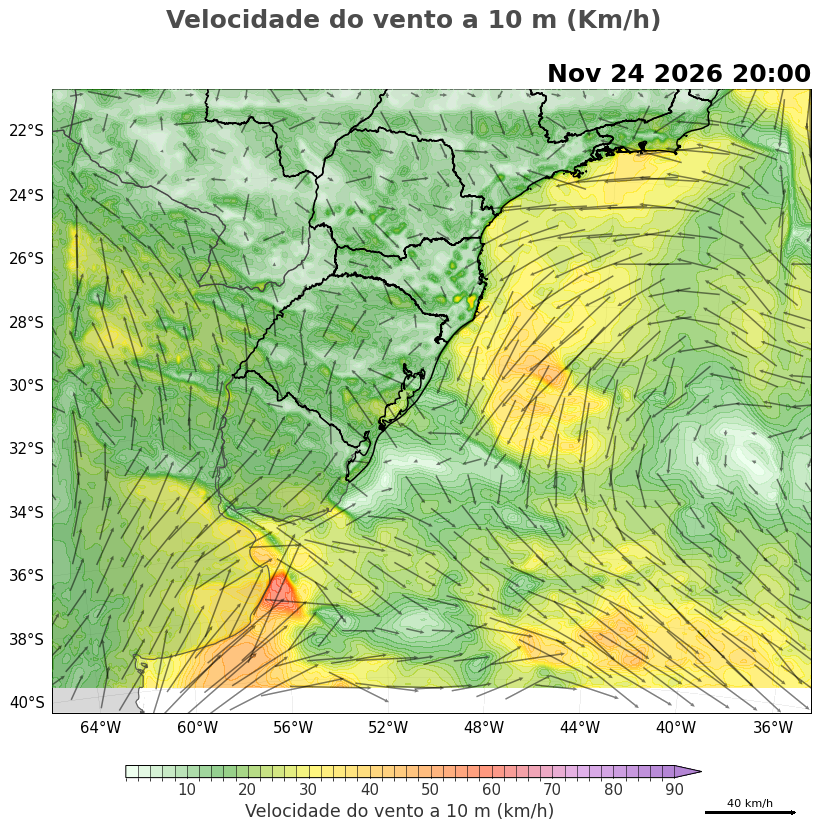 Velocidade do vento a 10 m (Km/h)
Nov 24 2026 20:00
22°S
24°S
26°S
28°S
30°S
32°S
34°S
36°S
38°S
40°S
64°W 60°W 56°W 52°W 48°W 44°W 40°W 36°W
10 20 30 40 50 60 70 80 90
Velocidade do vento a 10 m (km/h)
40 km/h